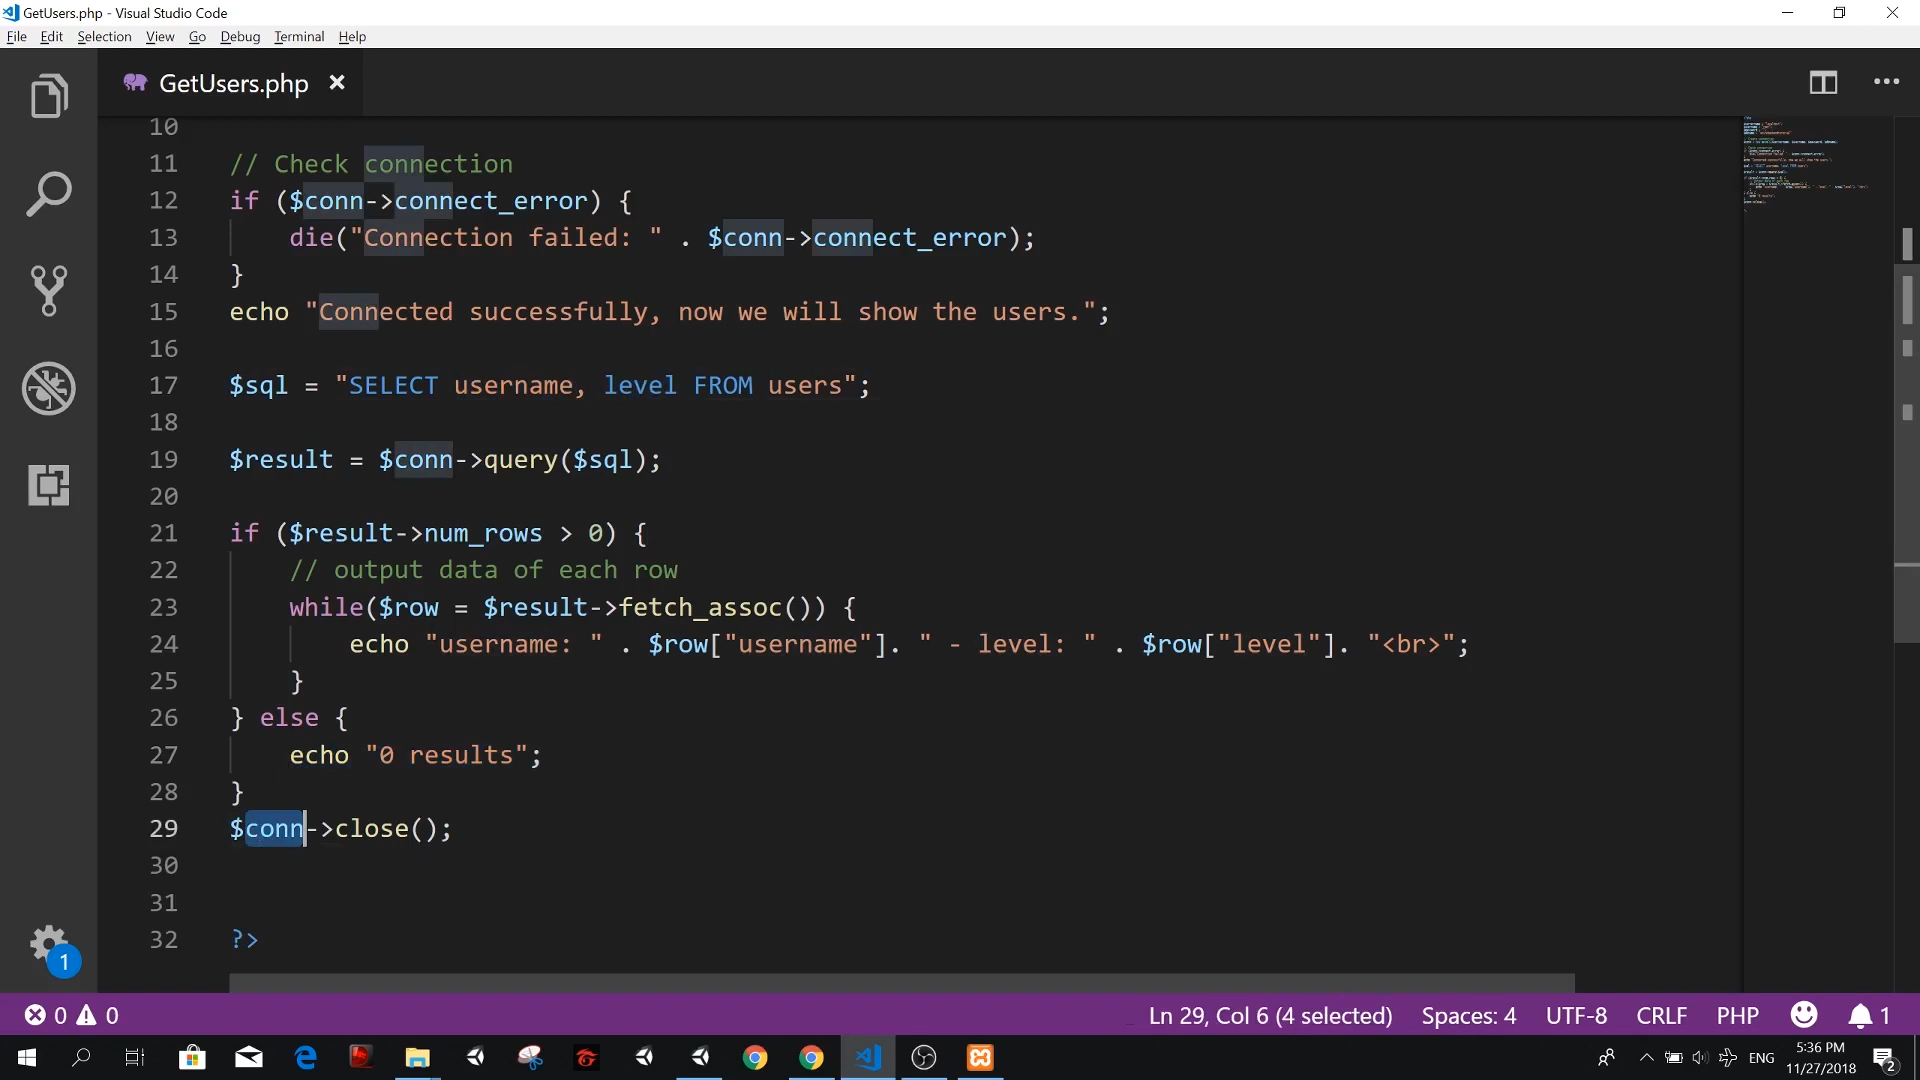 GetUsers.php - Visual Studio Code
File Edit Selection View Go Debug Terminal Help
GetUsers.php
10
11 // Check connection
12 if ($conn->connect_error) {
13 die("Connection failed: " . $conn->connect_error);
14 }
15 echo "Connected successfully, now we will show the users.";
16
17 $sql = "SELECT username, level FROM users";
18
19 $result = $conn->query($sql);
20
21 if ($result->num_rows > 0) {
22 // output data of each row
23 while($row = $result->fetch_assoc()) {
24 echo "username: " . $row["username"]. " - level: " . $row["level"]. "<br>";
25 }
26 } else {
27 echo "0 results";
28 }
29 $conn->close();
30
31
32 ?>
1
0 0 Ln 29, Col 6 (4 selected) Spaces: 4 UTF-8 CRLF PHP 1
ENG
5:36 PM
11/27/2018
2